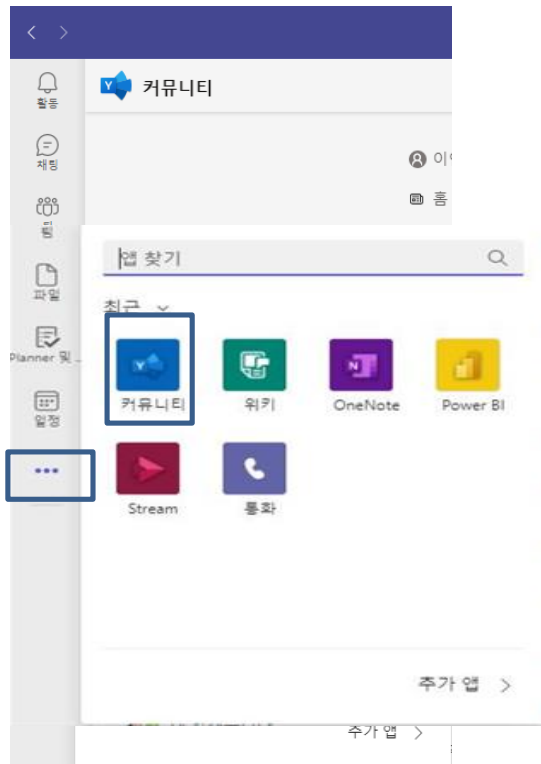 커뮤니티
활동
채팅
홈
팀
앱 찾기
파일
최근
Planner 및 ..
커뮤니티
위키
OneNote
Power BI
일정
Stream
통화
추가 앱
추가 앱